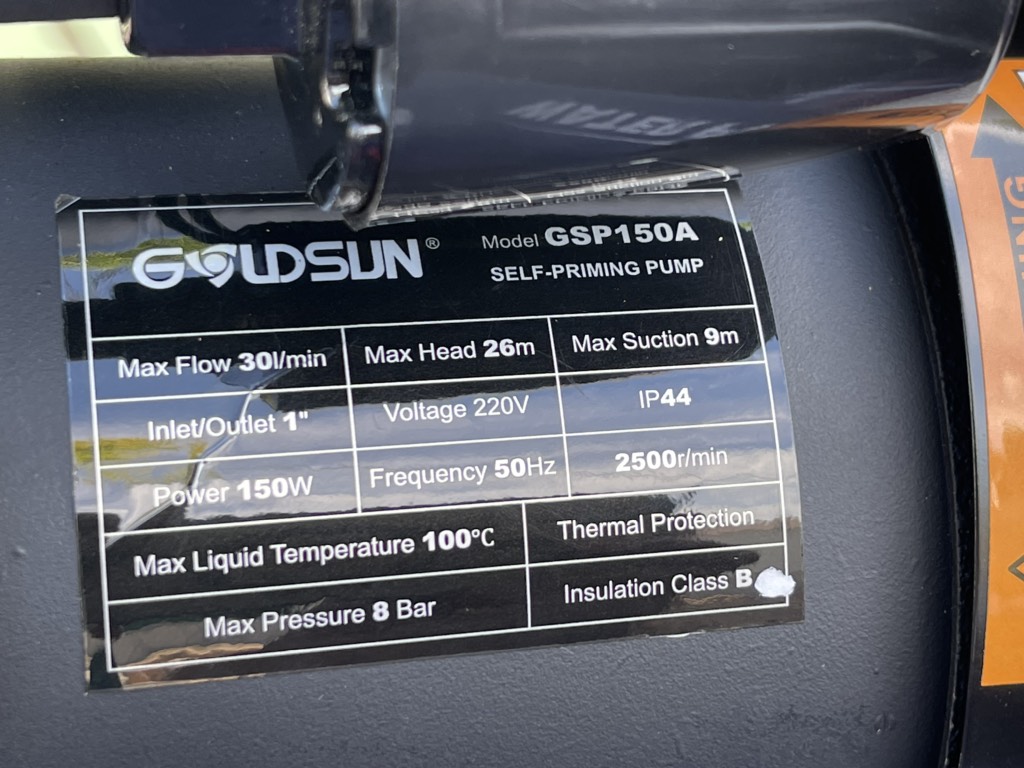 GOLDSUN®
Model GSP150A
SELF-PRIMING PUMP
Max Flow 30l/min
Max Head 26m
Max Suction 9m
Inlet/Outlet 1"
Voltage 220V
IP44
Power 150W
Frequency 50Hz
2500r/min
Max Liquid Temperature 100℃
Thermal Protection
Max Pressure 8 Bar
Insulation Class B